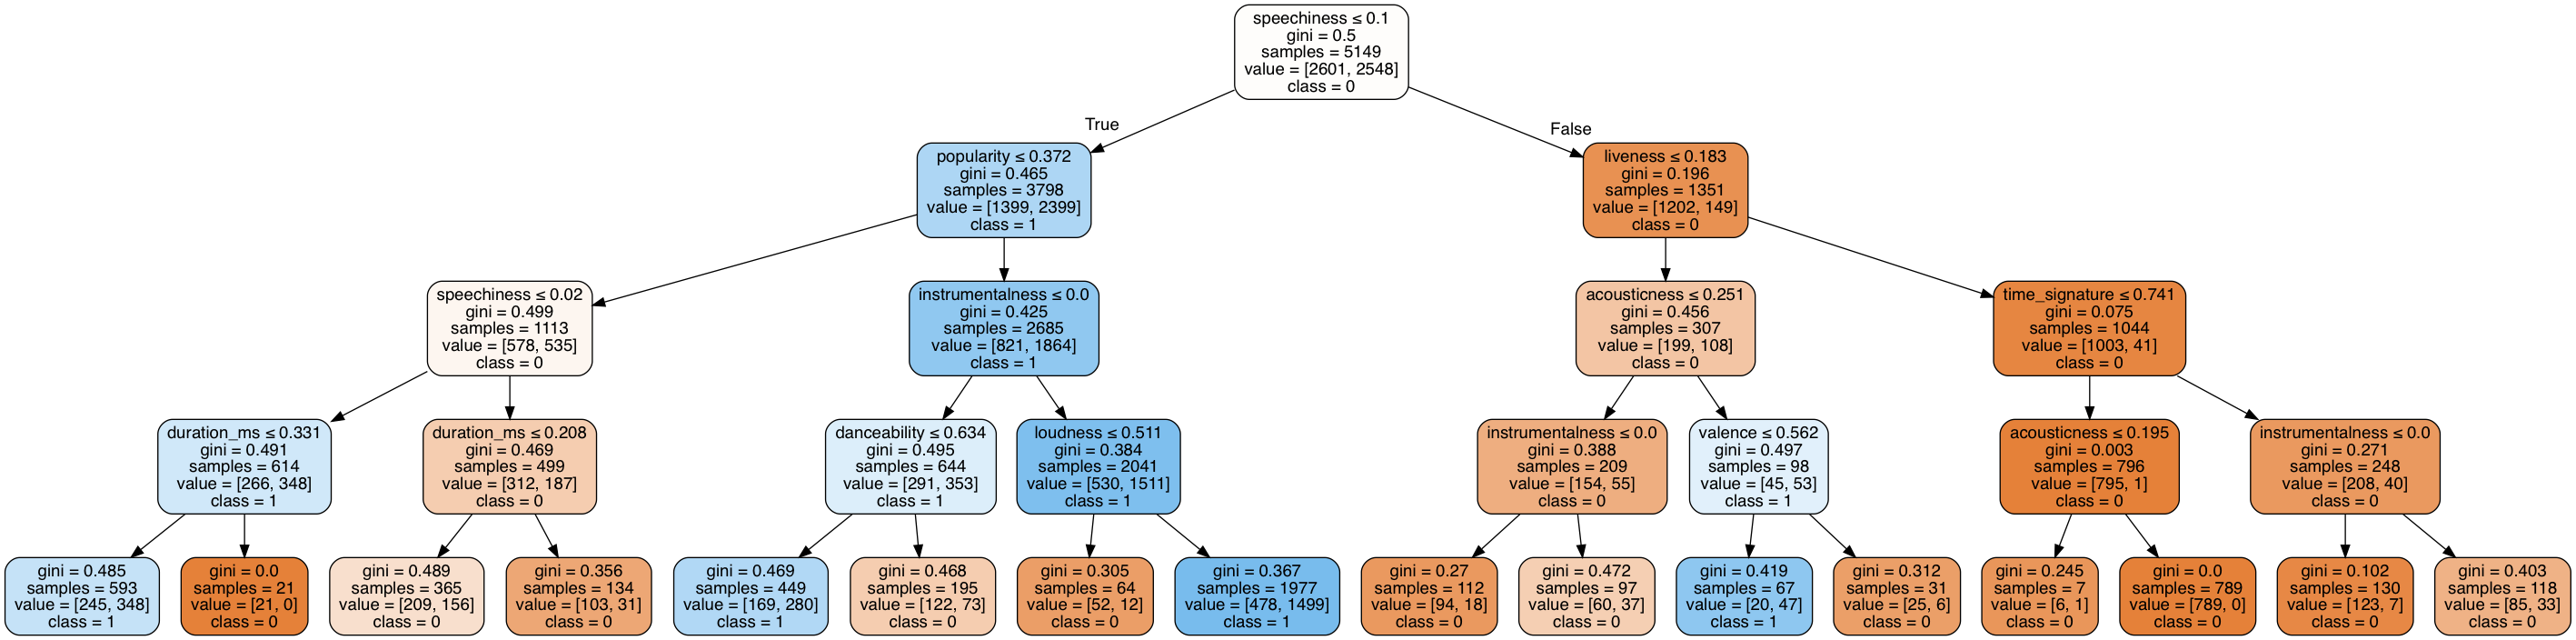 speechiness ≤ 0.1
gini = 0.5
samples = 5149
value = [2601, 2548]
class = 0
True
False
popularity ≤ 0.372
gini = 0.465
samples = 3798
value = [1399, 2399]
class = 1
liveness ≤ 0.183
gini = 0.196
samples = 1351
value = [1202, 149]
class = 0
speechiness ≤ 0.02
gini = 0.499
samples = 1113
value = [578, 535]
class = 0
instrumentalness ≤ 0.0
gini = 0.425
samples = 2685
value = [821, 1864]
class = 1
acousticness ≤ 0.251
gini = 0.456
samples = 307
value = [199, 108]
class = 0
time_signature ≤ 0.741
gini = 0.075
samples = 1044
value = [1003, 41]
class = 0
duration_ms ≤ 0.331
gini = 0.491
samples = 614
value = [266, 348]
class = 1
duration_ms ≤ 0.208
gini = 0.469
samples = 499
value = [312, 187]
class = 0
danceability ≤ 0.634
gini = 0.495
samples = 644
value = [291, 353]
class = 1
loudness ≤ 0.511
gini = 0.384
samples = 2041
value = [530, 1511]
class = 1
instrumentalness ≤ 0.0
gini = 0.388
samples = 209
value = [154, 55]
class = 0
valence ≤ 0.562
gini = 0.497
samples = 98
value = [45, 53]
class = 1
acousticness ≤ 0.195
gini = 0.003
samples = 796
value = [795, 1]
class = 0
instrumentalness ≤ 0.0
gini = 0.271
samples = 248
value = [208, 40]
class = 0
gini = 0.485
samples = 593
value = [245, 348]
class = 1
gini = 0.0
samples = 21
value = [21, 0]
class = 0
gini = 0.489
samples = 365
value = [209, 156]
class = 0
gini = 0.356
samples = 134
value = [103, 31]
class = 0
gini = 0.469
samples = 449
value = [169, 280]
class = 1
gini = 0.468
samples = 195
value = [122, 73]
class = 0
gini = 0.305
samples = 64
value = [52, 12]
class = 0
gini = 0.367
samples = 1977
value = [478, 1499]
class = 1
gini = 0.27
samples = 112
value = [94, 18]
class = 0
gini = 0.472
samples = 97
value = [60, 37]
class = 0
gini = 0.419
samples = 67
value = [20, 47]
class = 1
gini = 0.312
samples = 31
value = [25, 6]
class = 0
gini = 0.245
samples = 7
value = [6, 1]
class = 0
gini = 0.0
samples = 789
value = [789, 0]
class = 0
gini = 0.102
samples = 130
value = [123, 7]
class = 0
gini = 0.403
samples = 118
value = [85, 33]
class = 0